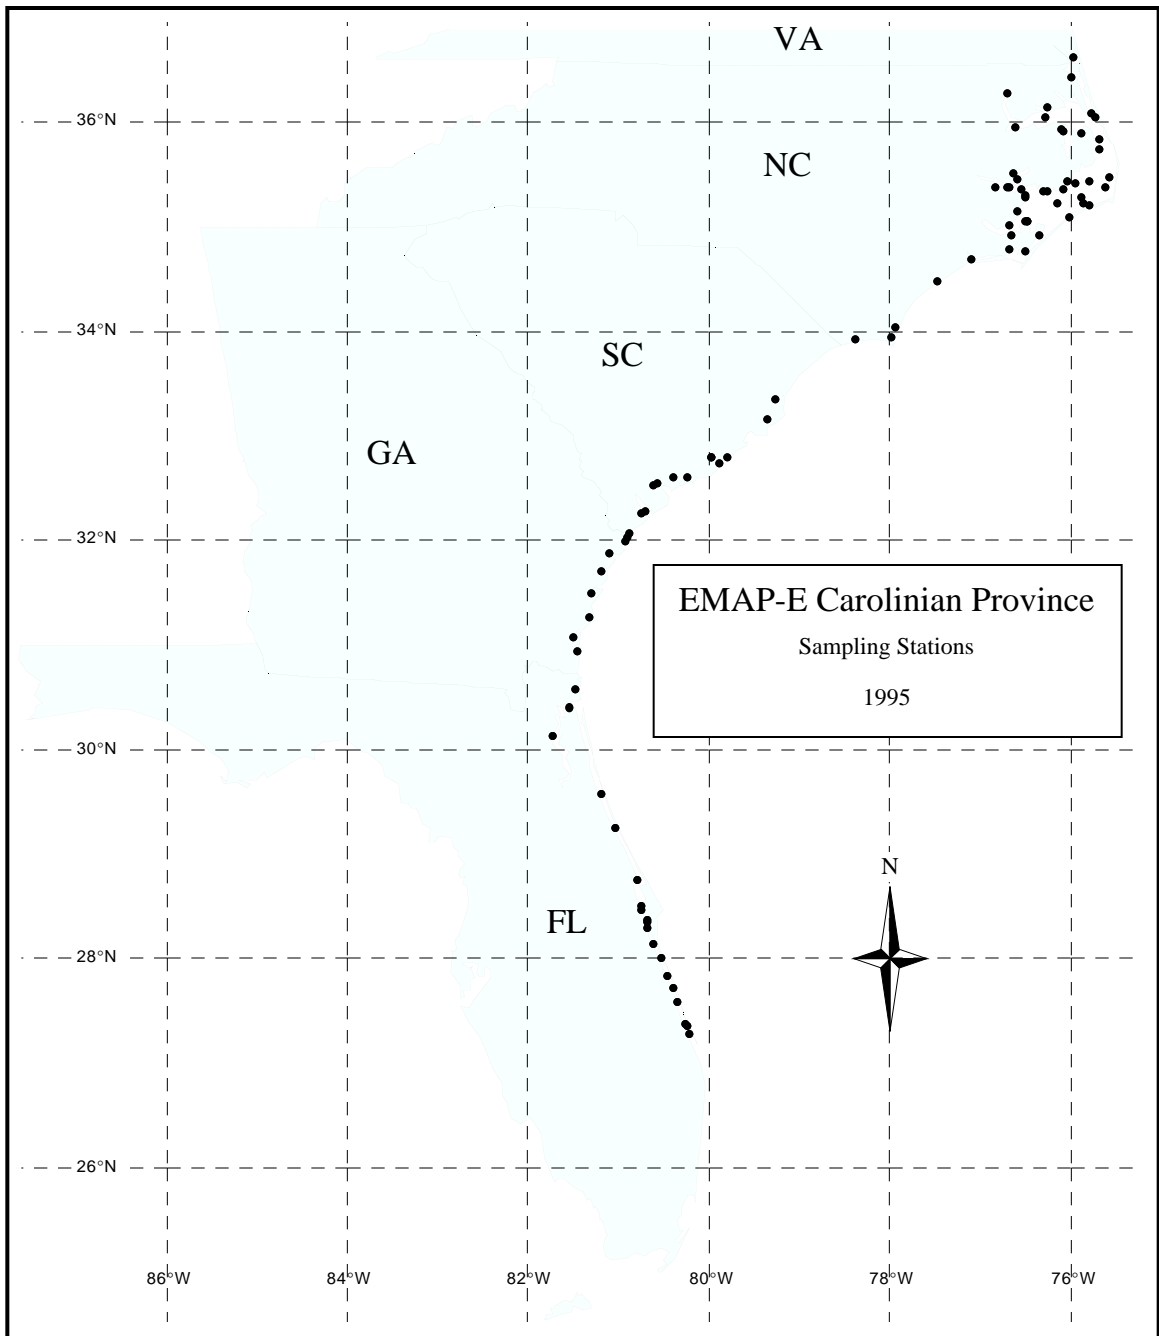 VA
36°N
NC
34°N
SC
GA
32°N
EMAP-E Carolinian Province
Sampling Stations
1995
30°N
N
FL
28°N
26°N
86°W 84°W 82°W 80°W 78°W 76°W